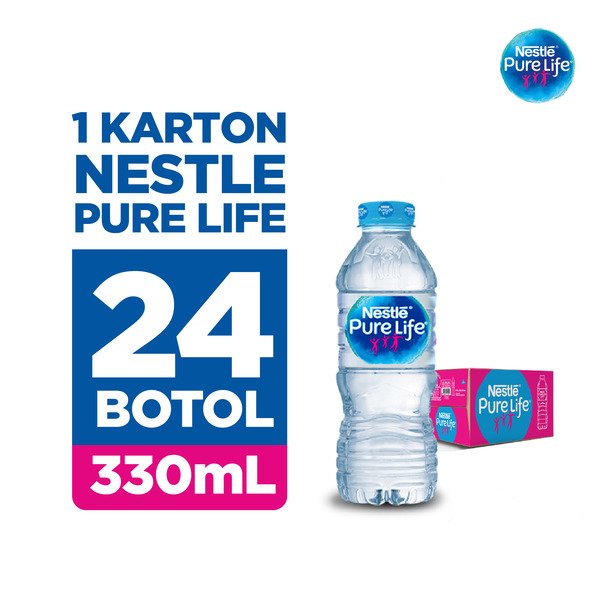 Nestlé
Pure Life
1 KARTON
NESTLE
PURE LIFE
24
BOTOL
330mL
Nestlé
Pure Life
Nestlé
Pure Life